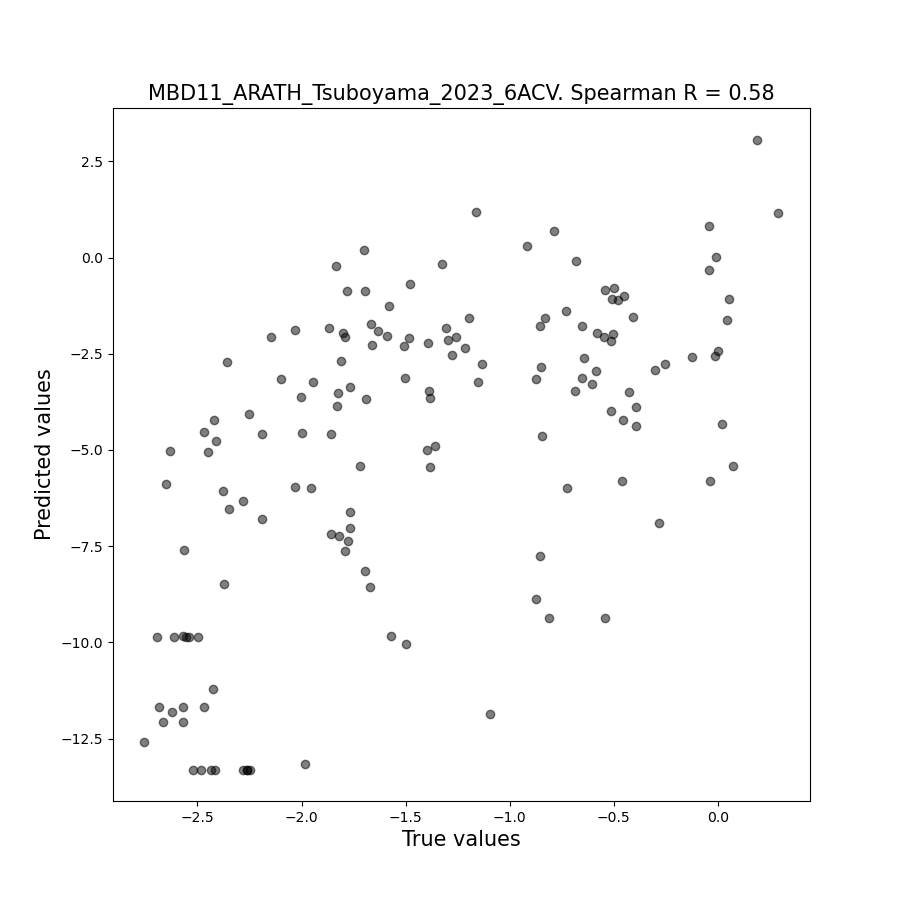 MBD11_ARATH_Tsuboyama_2023_6ACV. Spearman R = 0.58
2.5
0.0
−2.5
−5.0
−7.5
−10.0
−12.5
Predicted values
−2.5 −2.0 −1.5 −1.0 −0.5 0.0
True values